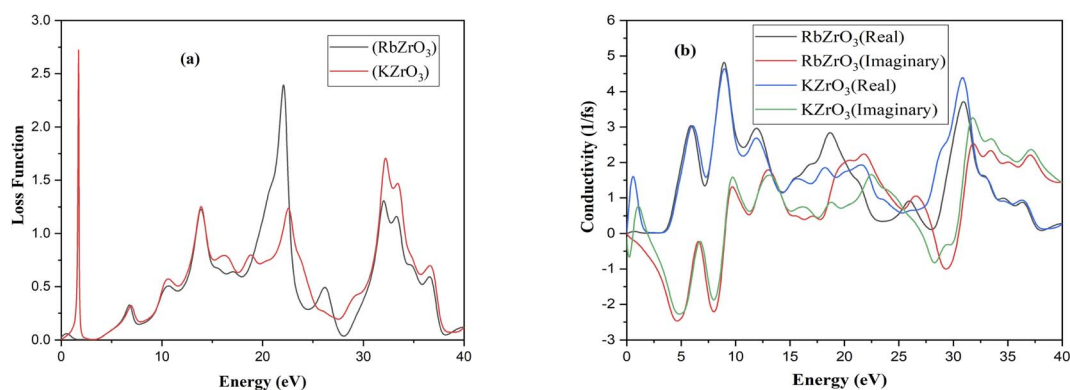 3.0
2.5
2.0
1.5
1.0
0.5
0.0
Loss Function
(a)
(RbZrO3)
(KZrO3)
0 10 20 30 40
Energy (eV)
6
5
4
3
2
1
0
-1
-2
-3
Conductivity (1/fs)
(b)
RbZrO3(Real)
RbZrO3(Imaginary)
KZrO3(Real)
KZrO3(Imaginary)
0 5 10 15 20 25 30 35 40
Energy (eV)